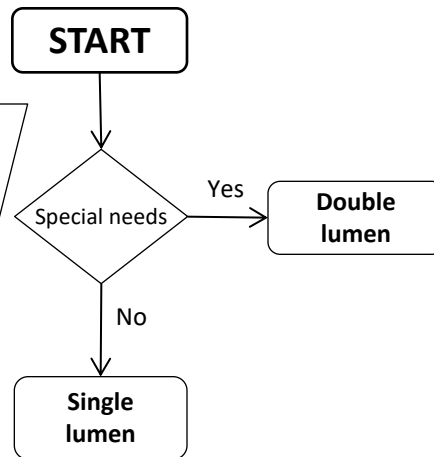 START
Special needs
Yes
Double
lumen
No
Single
lumen